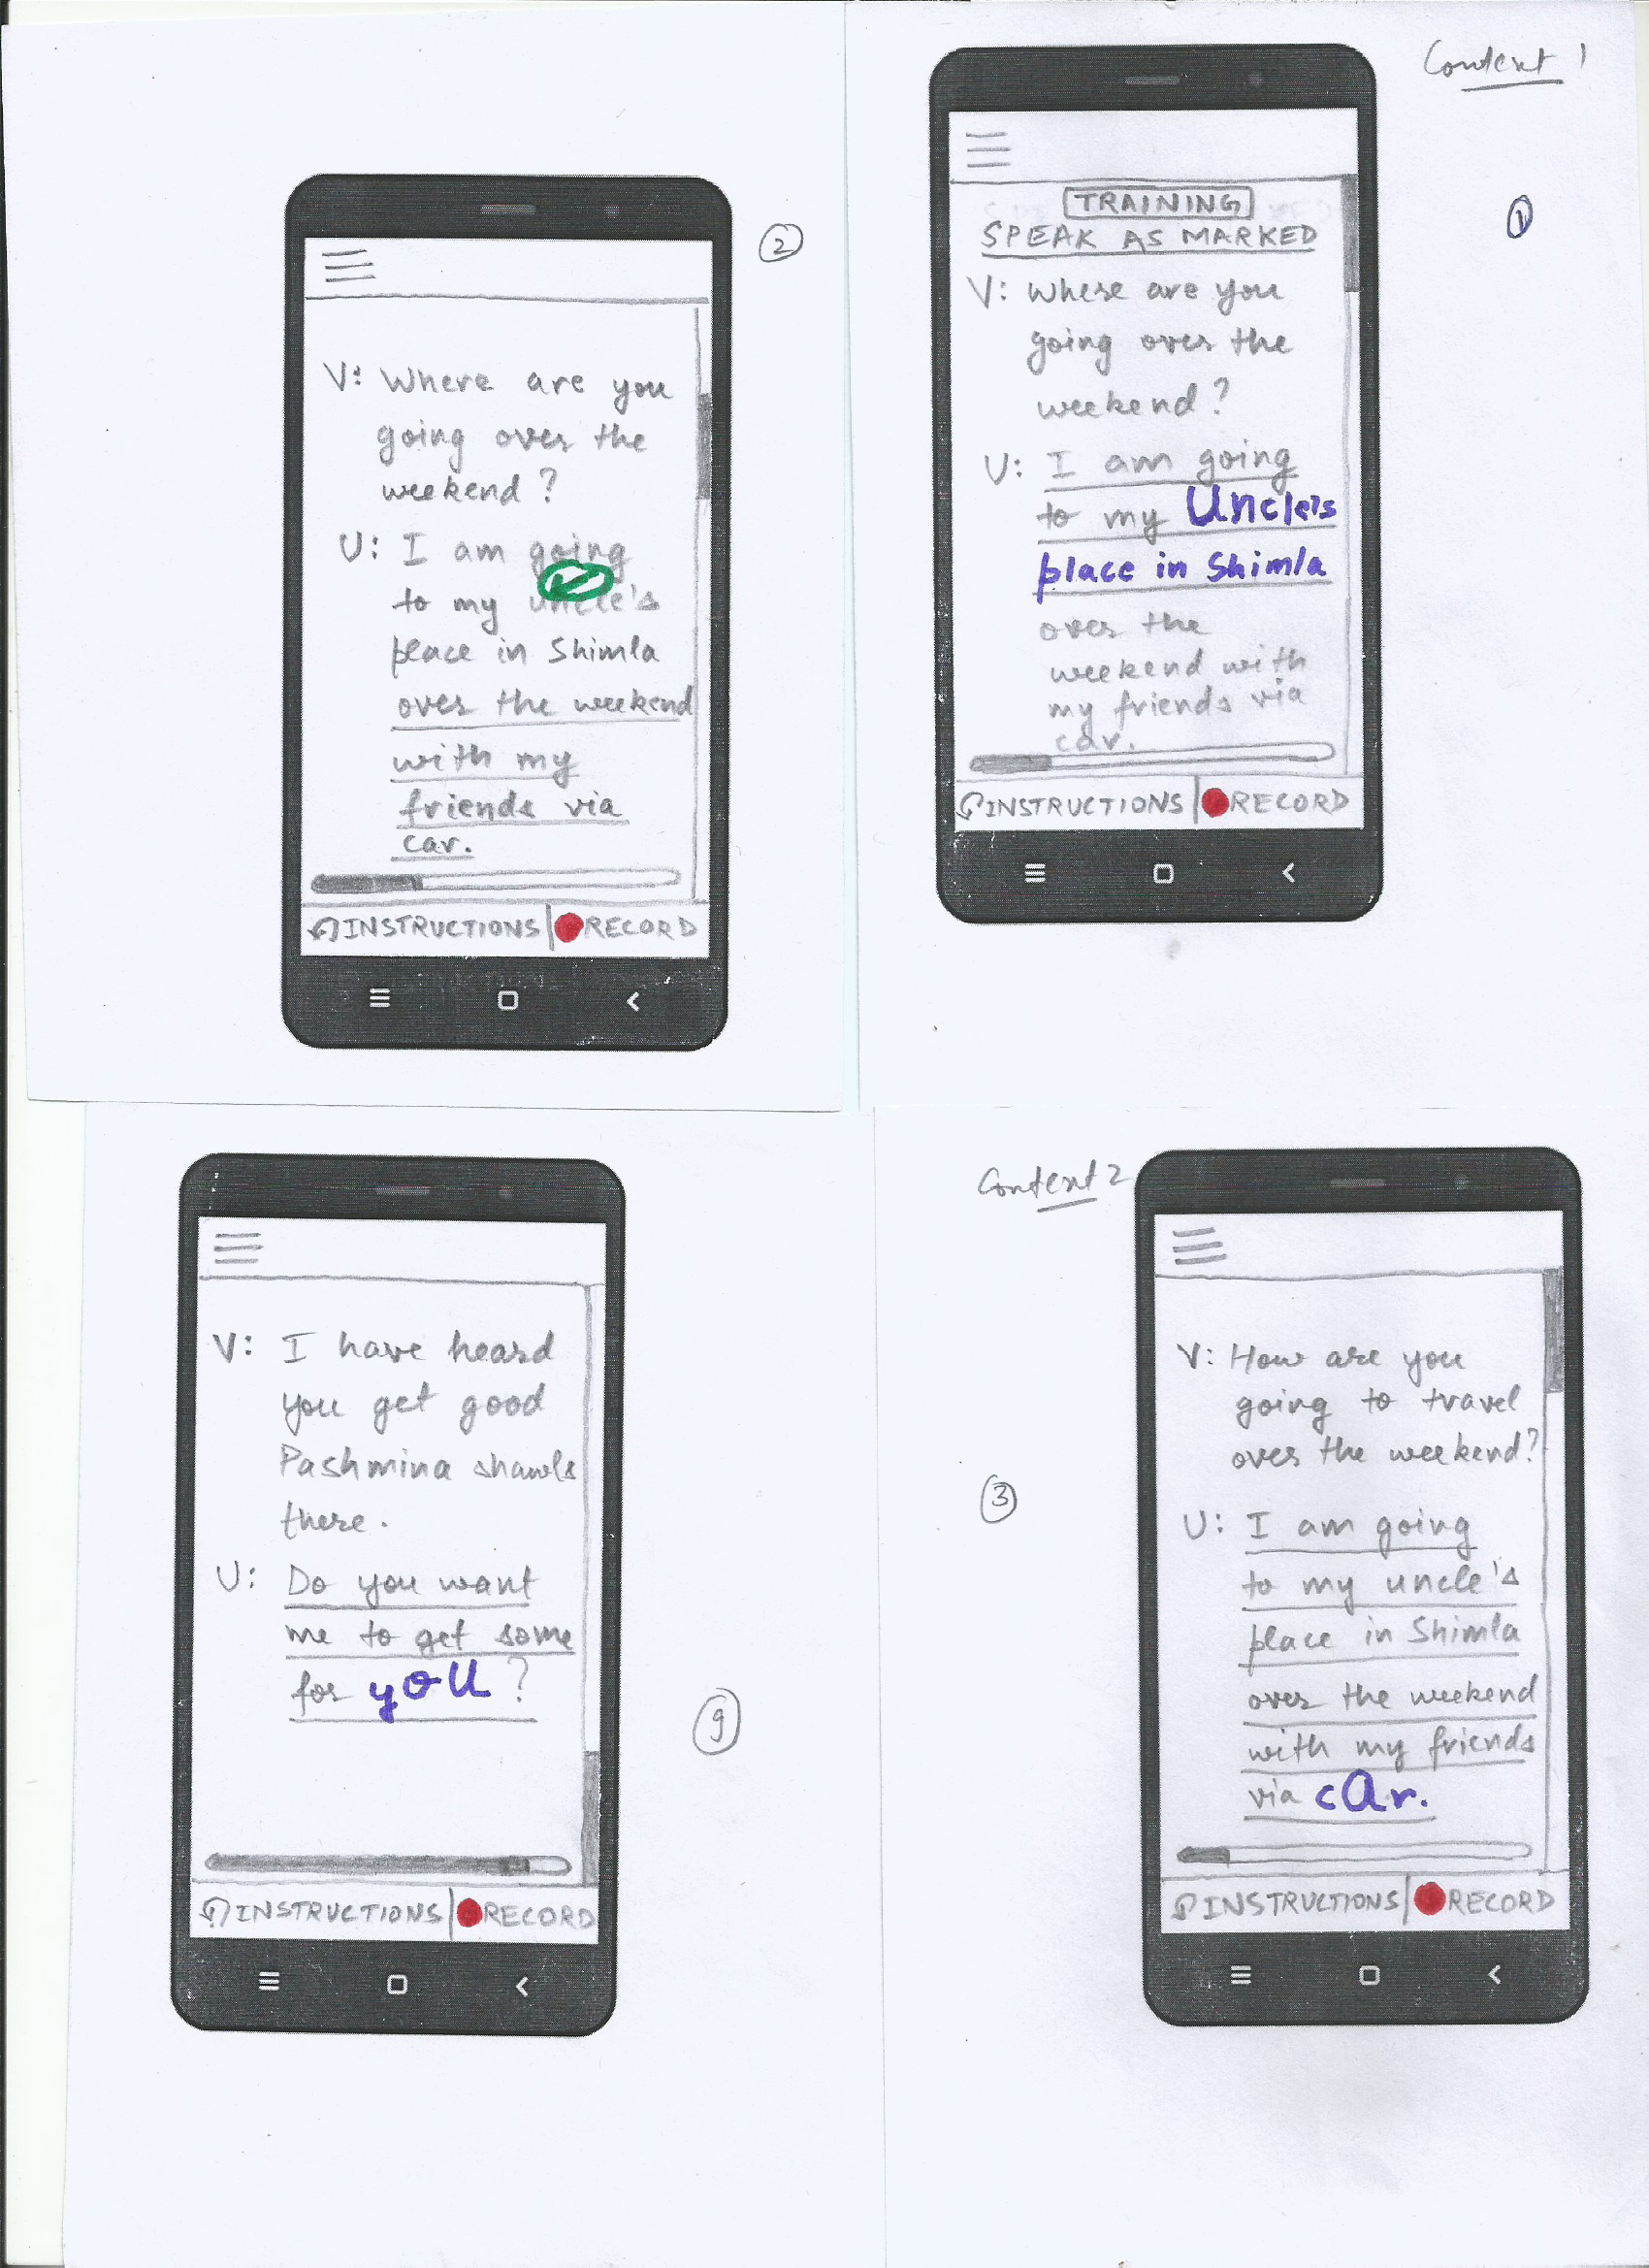 Context 1
1
TRAINING
SPEAK AS MARKED
V: Where are you
going over the
weekend?
U: I am going
to my Uncle's
place in Shimla
over the
weekend with
my friends via
car.
INSTRUCTIONS RECORD
2
V: Where are you
going over the
weekend?
U: I am going
to my uncle's
place in Shimla
over the weekend
with my
friends via
car.
INSTRUCTIONS RECORD
Context 2
3
V: How are you
going to travel
over the weekend?
U: I am going
to my uncle's
place in Shimla
over the weekend
with my friends
via cAr.
INSTRUCTIONS RECORD
9
V: I have heard
you get good
Pashmina shawls
there.
U: Do you want
me to get some
for yOU?
INSTRUCTIONS RECORD